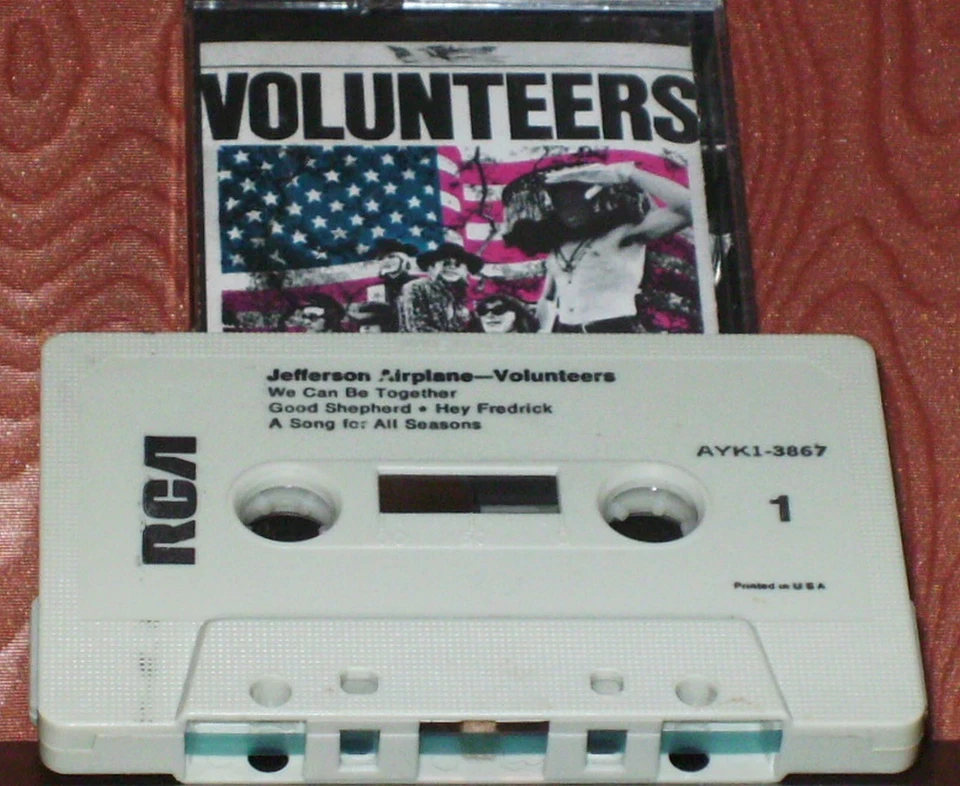 VOLUNTEERS
Jefferson Airplane—Volunteers
We Can Be Together
Good Shepherd • Hey Fredrick
A Song for All Seasons
AYK1-3867
RCA
1
Printed in U S A